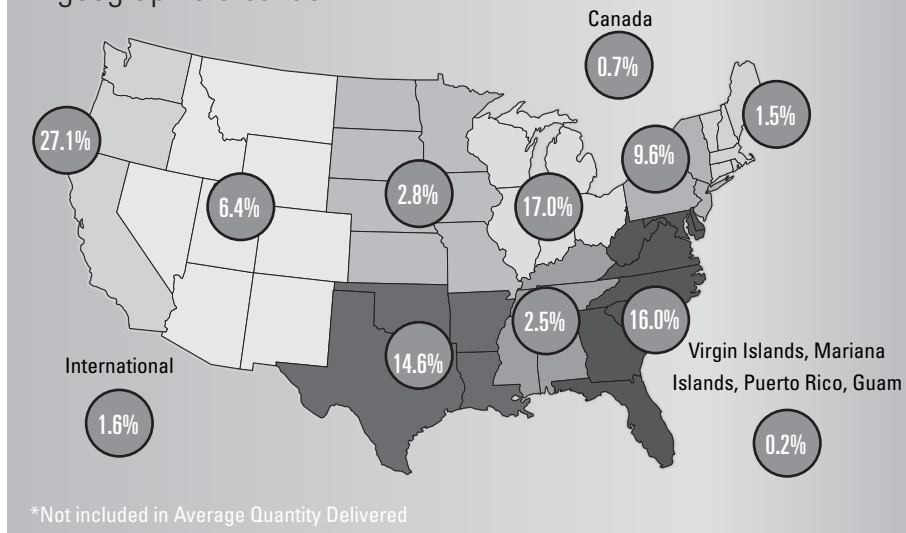 Canada
0.7%
1.5%
27.1%
9.6%
6.4%
2.8%
17.0%
2.5%
16.0%
14.6%
Virgin Islands, Mariana
Islands, Puerto Rico, Guam
International
1.6%
0.2%
*Not included in Average Quantity Delivered